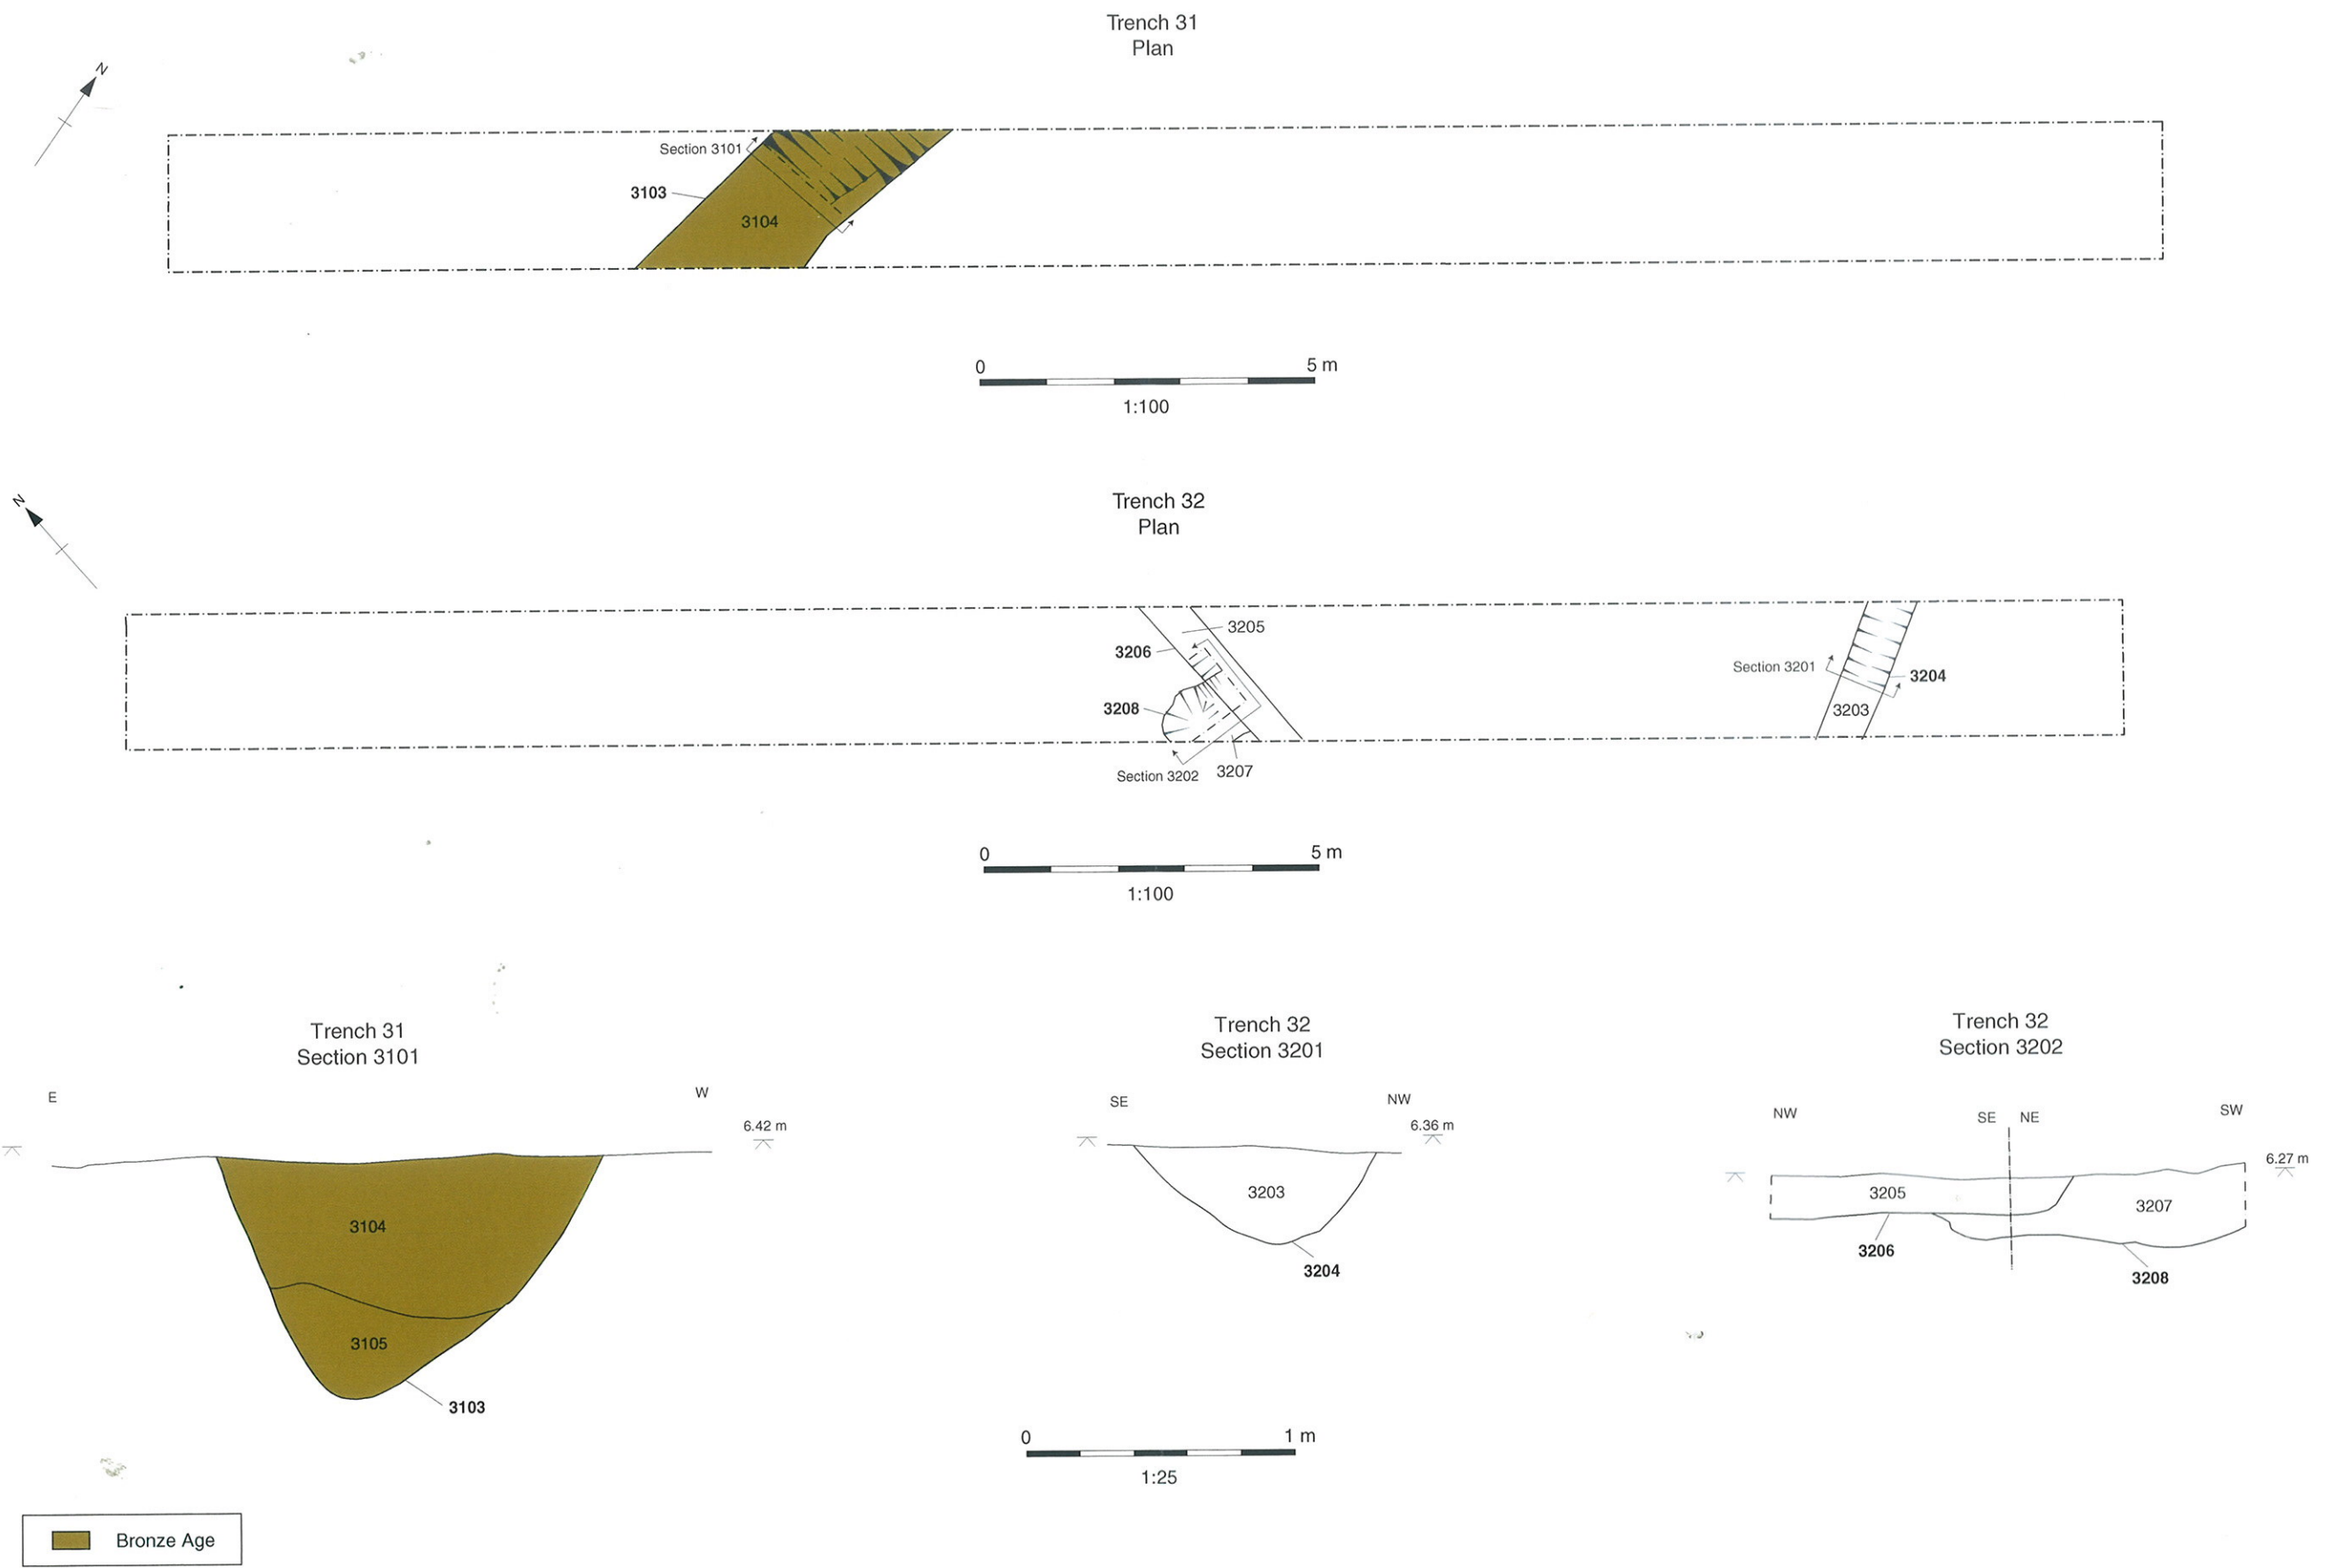 Trench 31
Plan
N
Section 3101
3103
3104
0 5 m
1:100
Trench 32
Plan
N
3205
3206
Section 3201
3204
3208
3203
Section 3202
3207
0 5 m
1:100
Trench 31
Section 3101
E
W
6.42 m
3104
3105
3103
Trench 32
Section 3201
SE
NW
6.36 m
3203
3204
Trench 32
Section 3202
NW
SE
NE
SW
6.27 m
3205
3207
3206
3208
0 1 m
1:25
Bronze Age